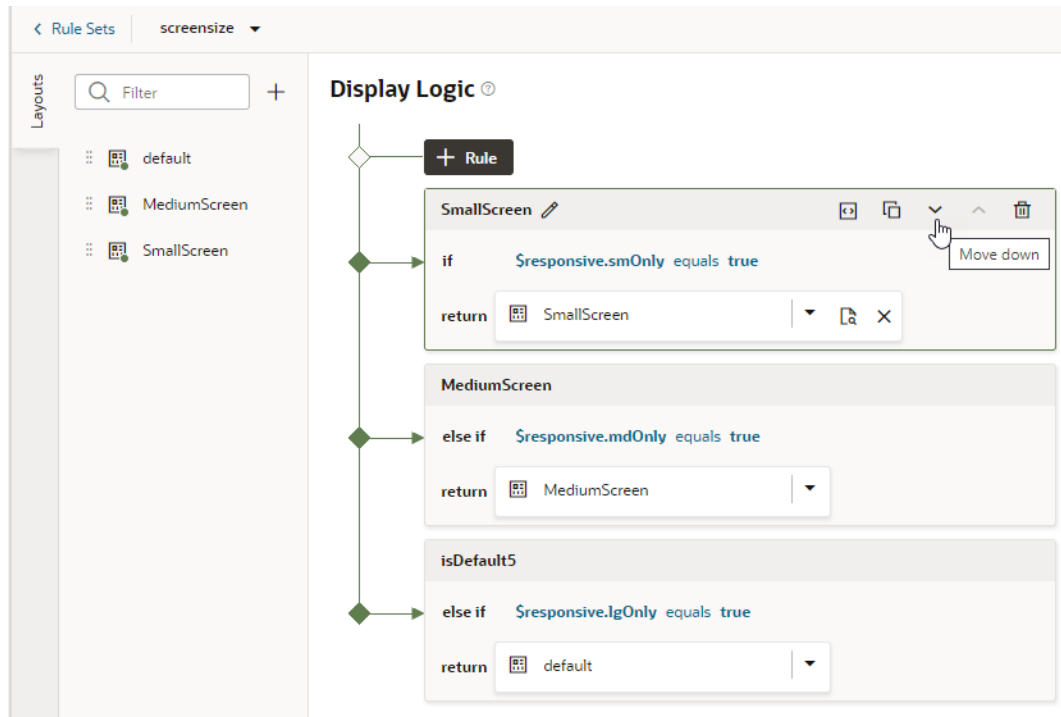 Rule Sets
screensize
Layouts
Filter
default
MediumScreen
SmallScreen
Display Logic
+ Rule
SmallScreen
Move down
if $responsive.smOnly equals true
return SmallScreen
MediumScreen
else if $responsive.mdOnly equals true
return MediumScreen
isDefault5
else if $responsive.lgOnly equals true
return default